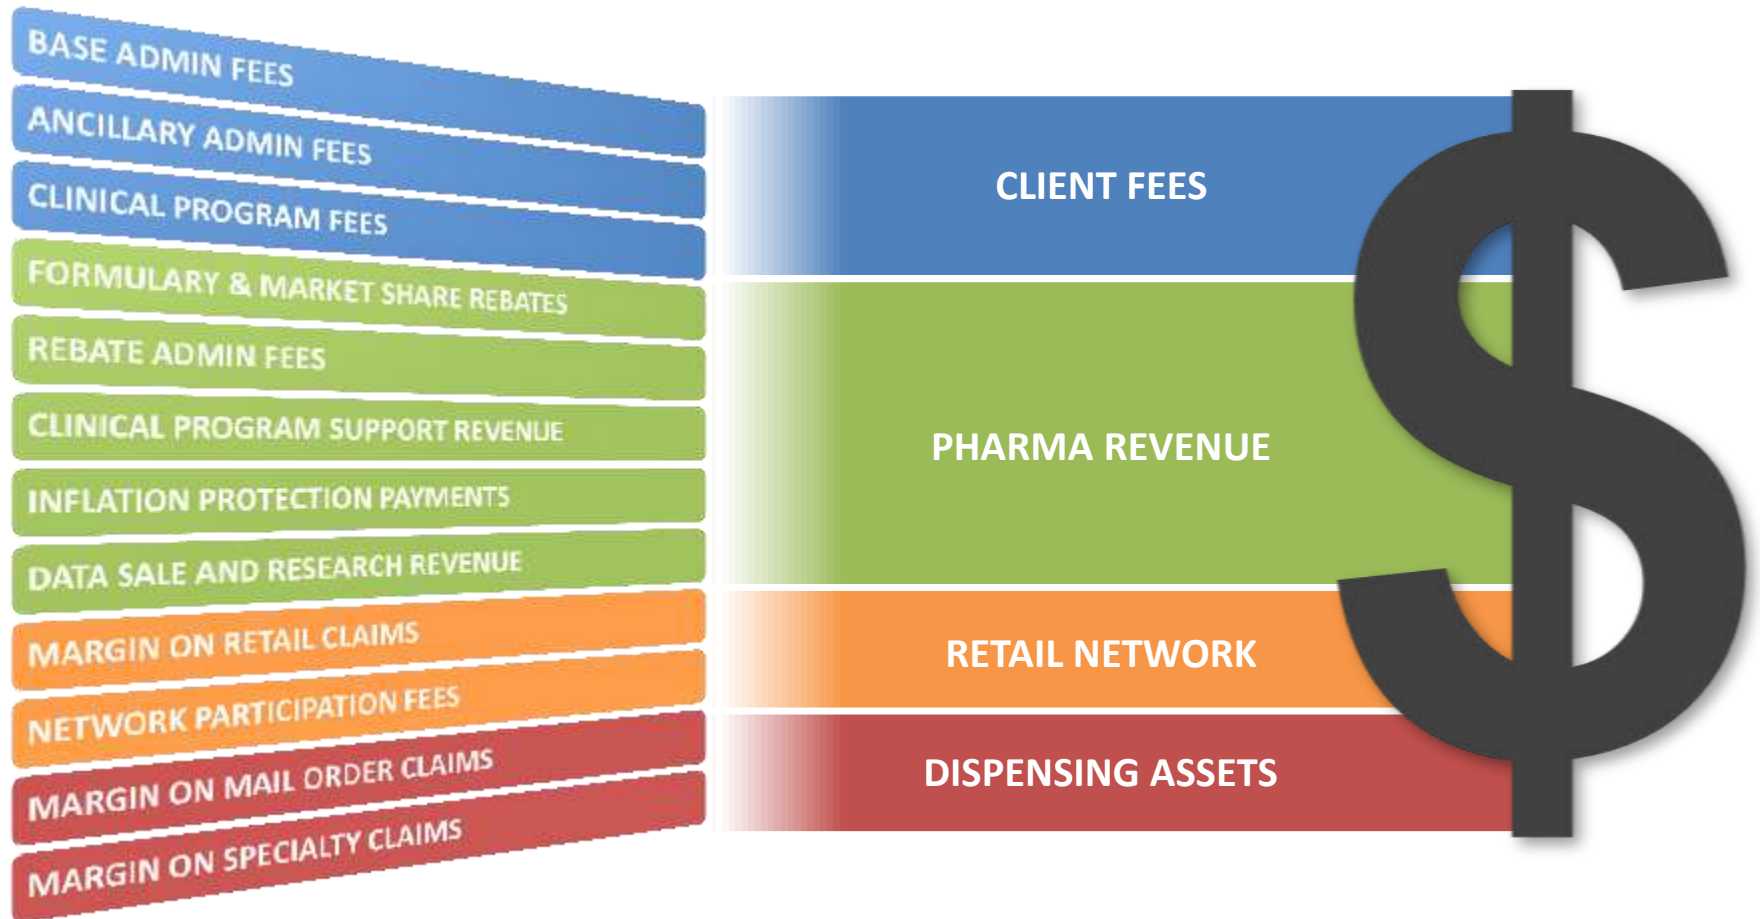 BASE ADMIN FEES
ANCILLARY ADMIN FEES
CLINICAL PROGRAM FEES
FORMULARY & MARKET SHARE REBATES
REBATE ADMIN FEES
CLINICAL PROGRAM SUPPORT REVENUE
INFLATION PROTECTION PAYMENTS
DATA SALE AND RESEARCH REVENUE
MARGIN ON RETAIL CLAIMS
NETWORK PARTICIPATION FEES
MARGIN ON MAIL ORDER CLAIMS
MARGIN ON SPECIALTY CLAIMS
CLIENT FEES
PHARMA REVENUE
RETAIL NETWORK
DISPENSING ASSETS
$